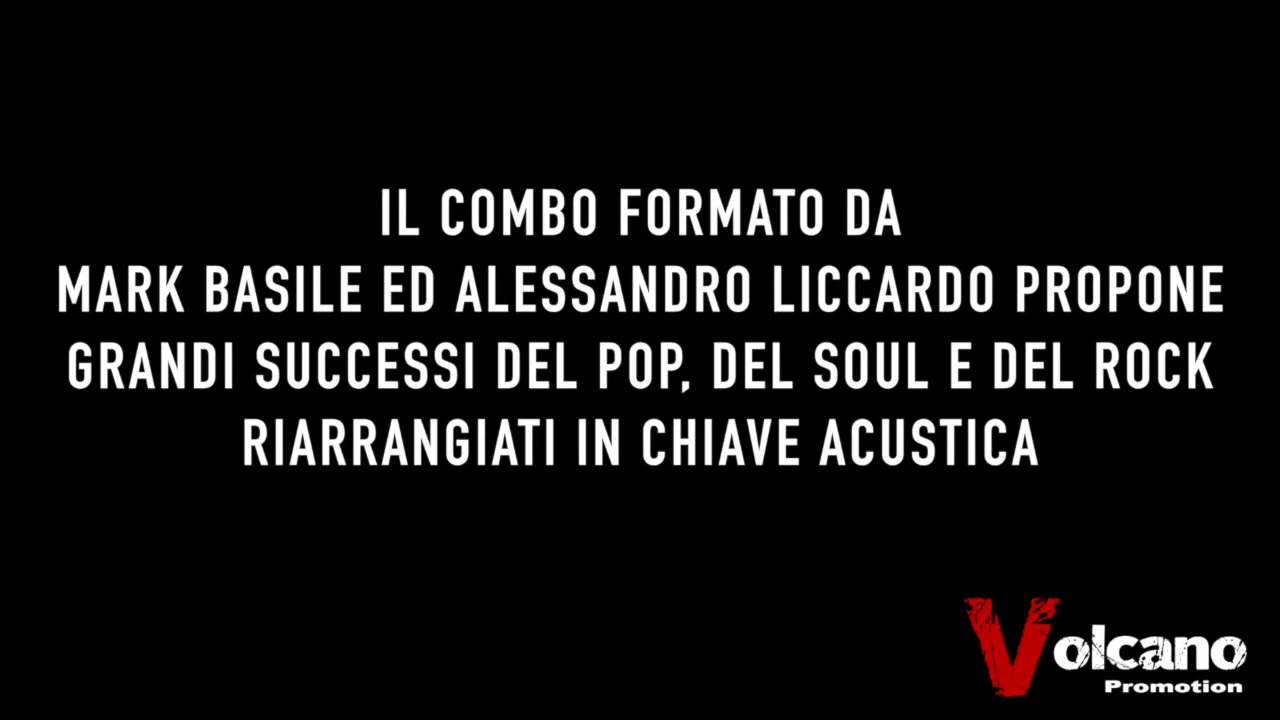 IL COMBO FORMATO DA
MARK BASILE ED ALESSANDRO LICCARDO PROPONE
GRANDI SUCCESSI DEL POP, DEL SOUL E DEL ROCK
RIARRANGIATI IN CHIAVE ACUSTICA
Volcano
Promotion